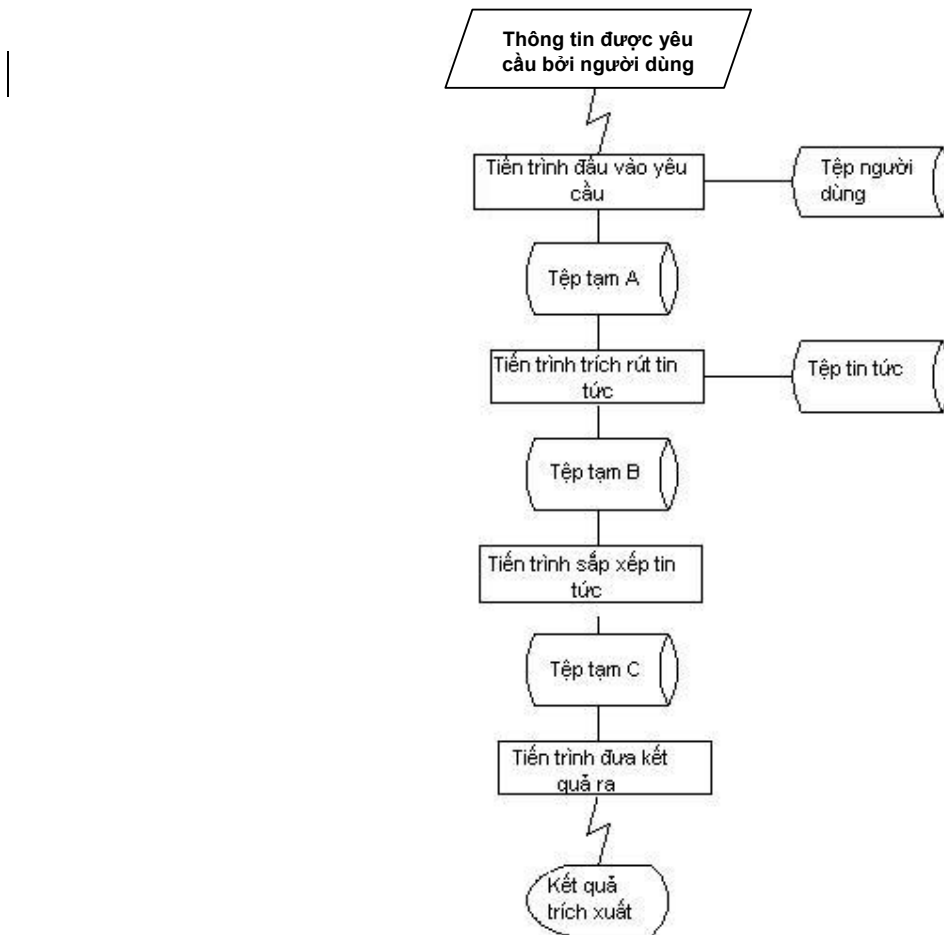 Thông tin được yêu
cầu bởi người dùng
Tiến trình đầu vào yêu
cầu
Tệp người
dùng
Tệp tạm A
Tiến trình trích rút tin
tức
Tệp tin tức
Tệp tạm B
Tiến trình sắp xếp tin
tức
Tệp tạm C
Tiến trình đưa kết
quả ra
Kết quả
trích xuất